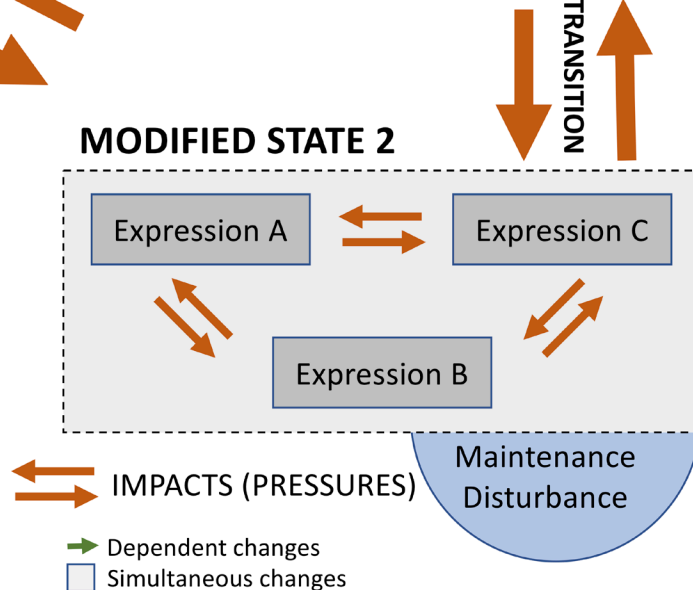 TRANSITION
MODIFIED STATE 2
Expression A
Expression C
Expression B
Maintenance
Disturbance
IMPACTS (PRESSURES)
Dependent changes
Simultaneous changes